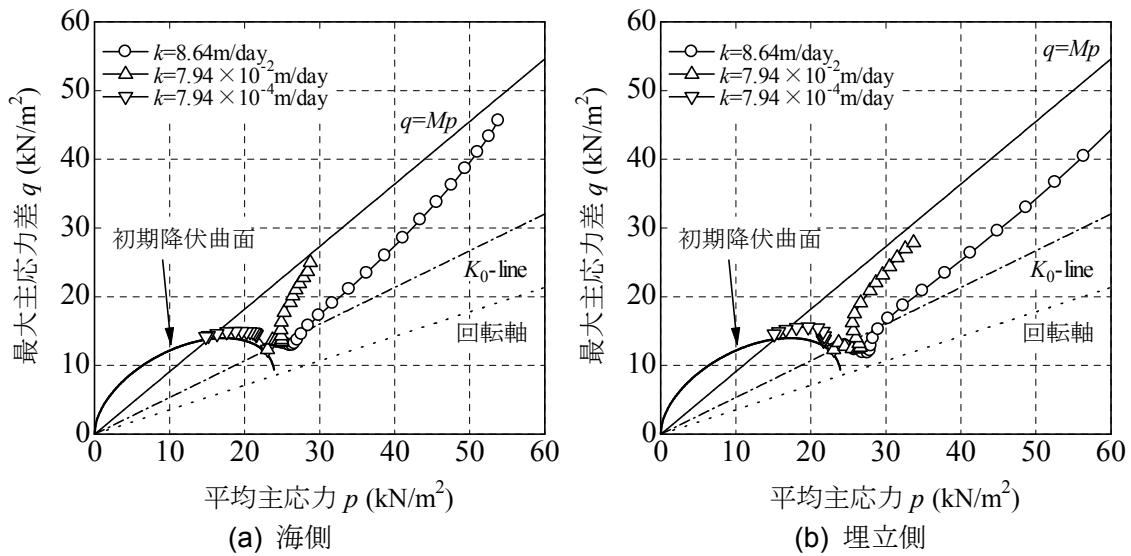 60
50
40
30
20
10
0
最大主応力差 q (kN/m²)
k=8.64m/day
k=7.94×10⁻²m/day
k=7.94×10⁻⁴m/day
q=Mp
初期降伏曲面
K₀-line
回転軸
0 10 20 30 40 50 60
平均主応力 p (kN/m²)
(a) 海側
60
50
40
30
20
10
0
最大主応力差 q (kN/m²)
q=Mp
k=8.64m/day
k=7.94×10⁻²m/day
k=7.94×10⁻⁴m/day
初期降伏曲面
K₀-line
回転軸
0 10 20 30 40 50 60
平均主応力 p (kN/m²)
(b) 埋立側